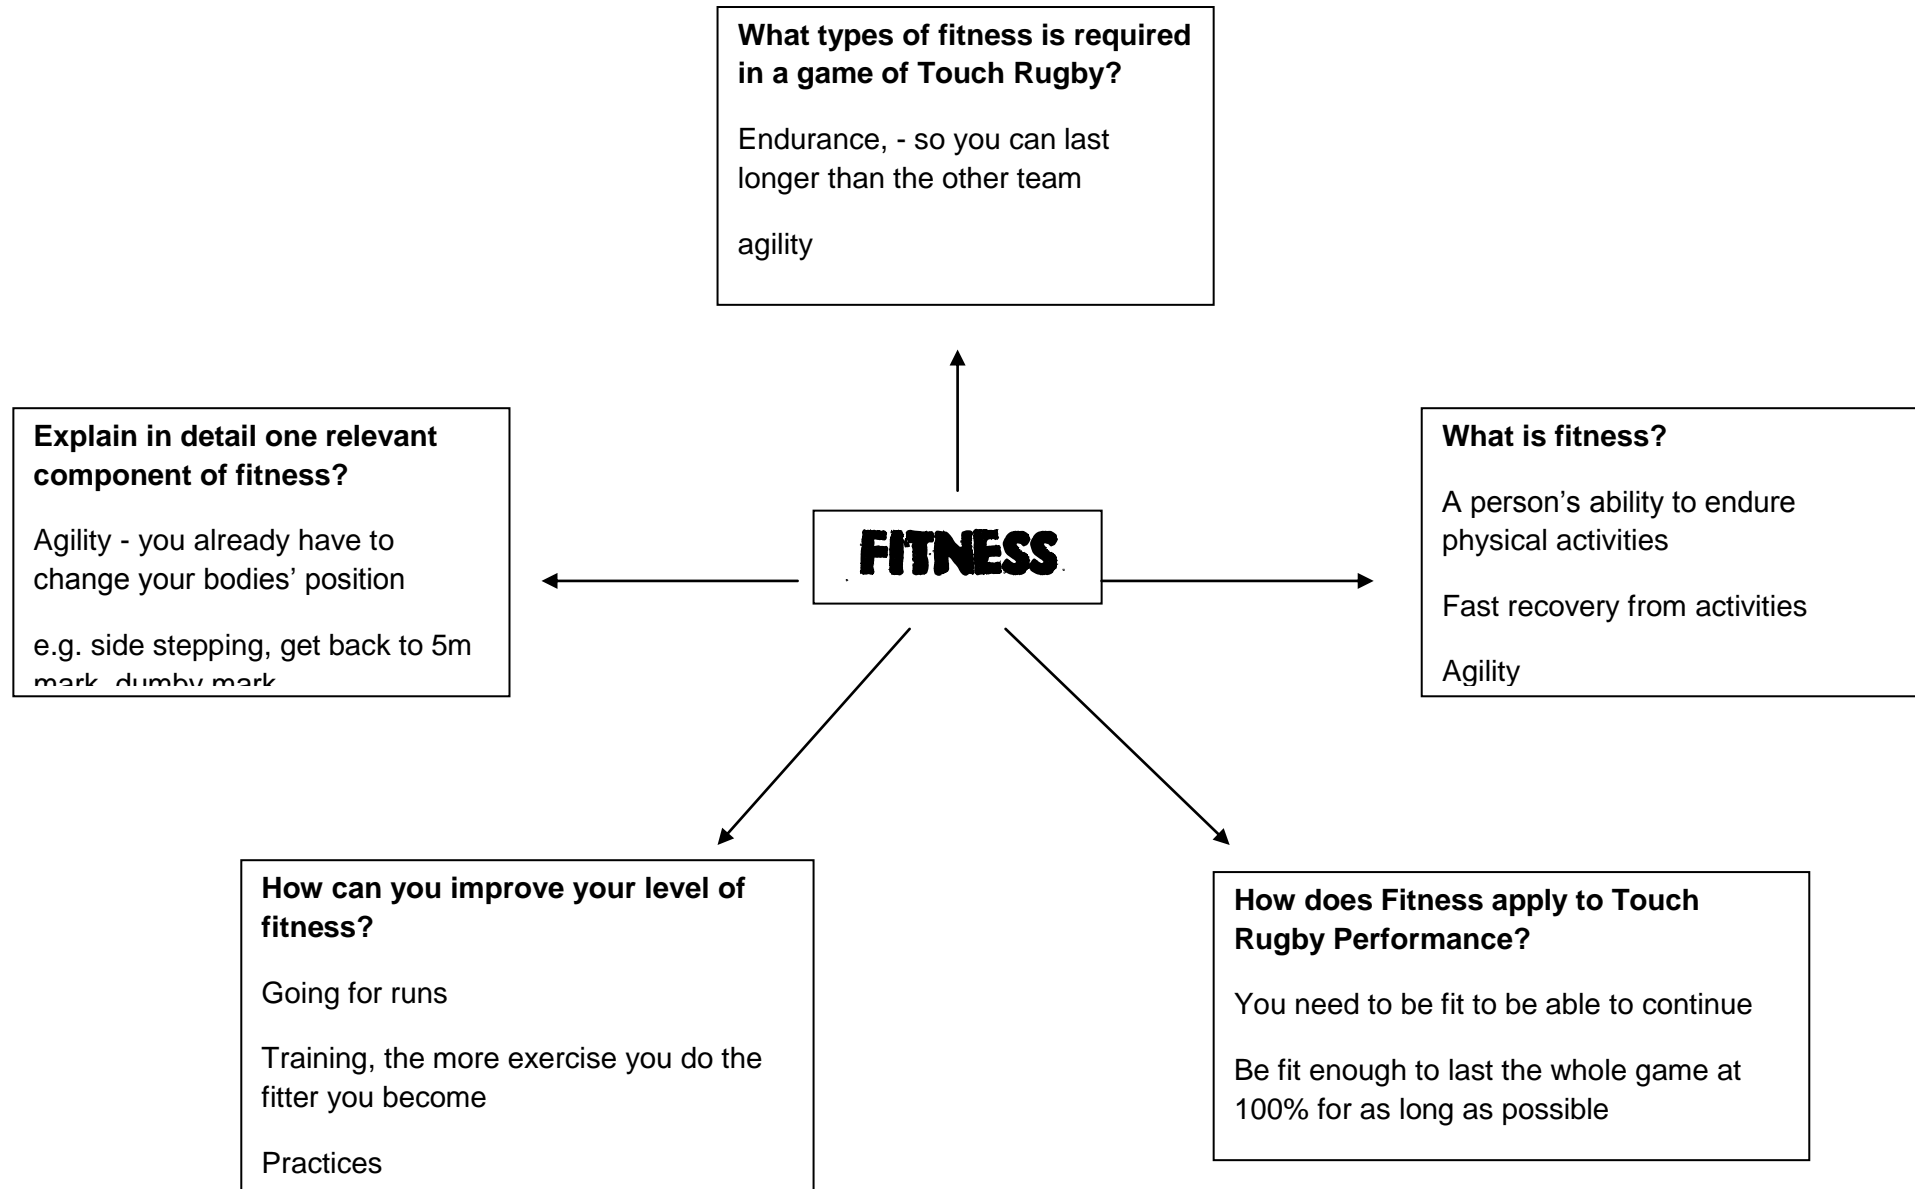 What types of fitness is required
in a game of Touch Rugby?
Endurance, - so you can last
longer than the other team
agility
Explain in detail one relevant
component of fitness?
Agility - you already have to
change your bodies’ position
e.g. side stepping, get back to 5m
mark, dumby mark
FITNESS
What is fitness?
A person’s ability to endure
physical activities
Fast recovery from activities
Agility
How can you improve your level of
fitness?
Going for runs
Training, the more exercise you do the
fitter you become
Practices
How does Fitness apply to Touch
Rugby Performance?
You need to be fit to be able to continue
Be fit enough to last the whole game at
100% for as long as possible